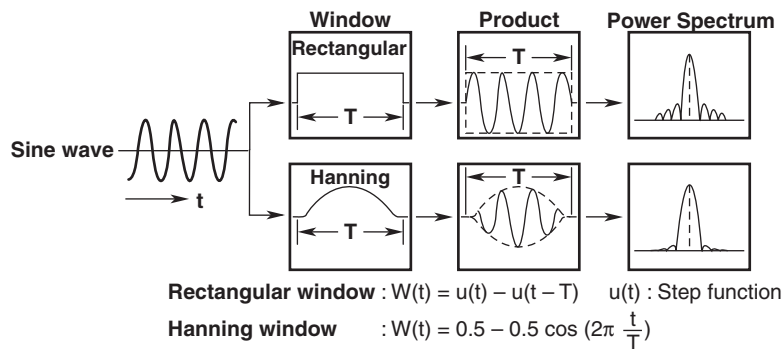 Window Product Power Spectrum
Rectangular
T
T
Sine wave
t
Hanning
T
T
Rectangular window : W(t) = u(t) – u(t – T) u(t) : Step function
Hanning window : W(t) = 0.5 – 0.5 cos (2π t/T)